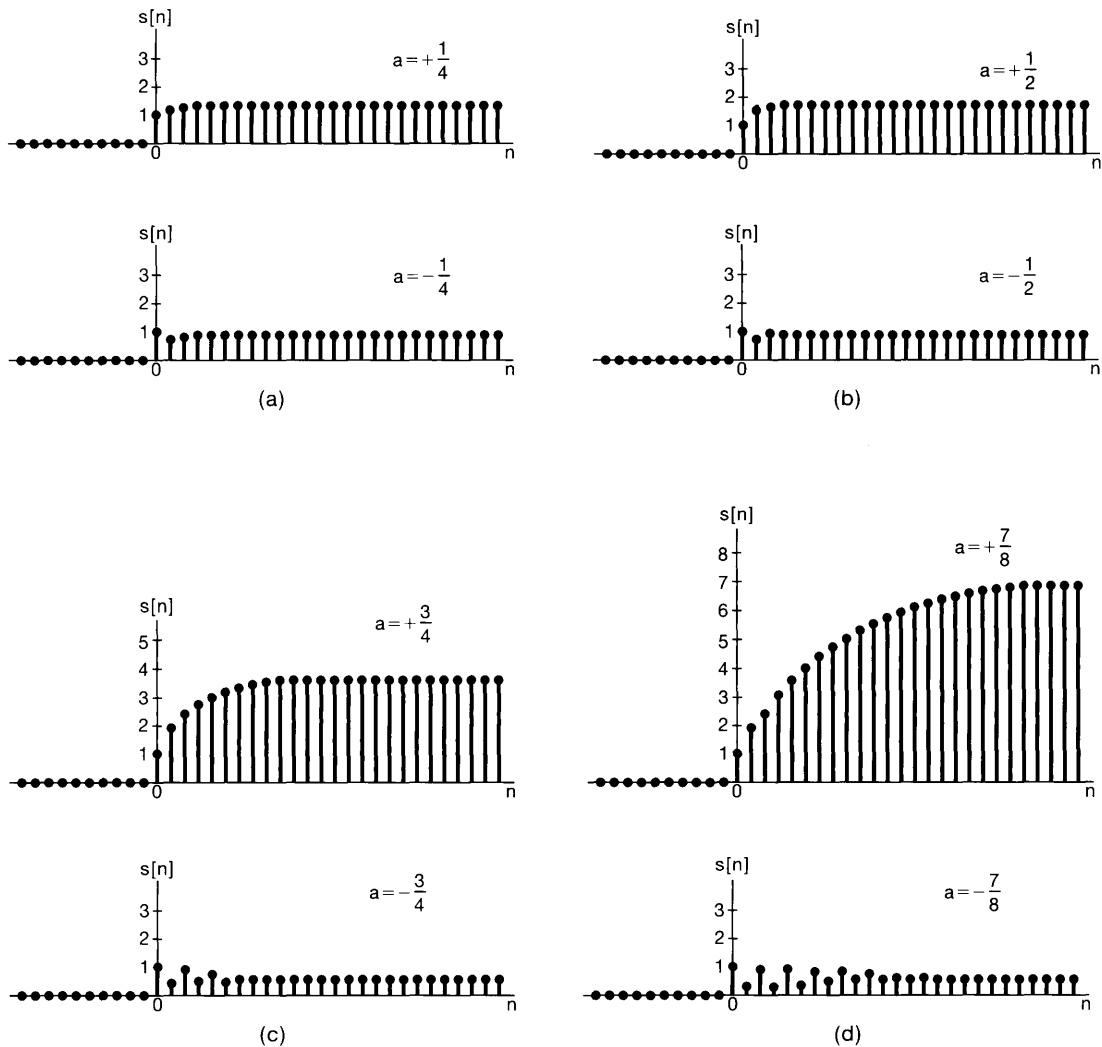 s[n]
3
2
1
0
n
a=+1/4
s[n]
3
2
1
0
n
a=−1/4
(a)
s[n]
3
2
1
0
n
a=+1/2
s[n]
3
2
1
0
n
a=−1/2
(b)
s[n]
5
4
3
2
1
0
n
a=+3/4
s[n]
3
2
1
0
n
a=−3/4
(c)
s[n]
8
7
6
5
4
3
2
1
0
n
a=+7/8
s[n]
3
2
1
0
n
a=−7/8
(d)